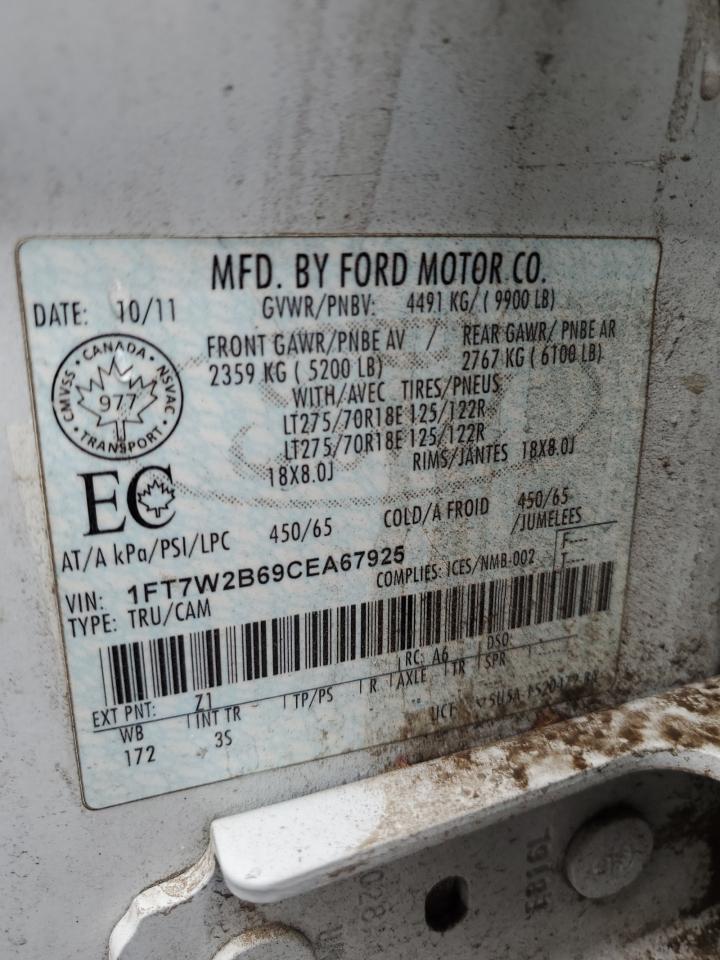 MFD. BY FORD MOTOR CO.
DATE: 10/11 GVWR/PNBV: 4491 KG/ ( 9900 LB)
FRONT GAWR/PNBE AV / REAR GAWR/ PNBE AR
2359 KG ( 5200 LB) 2767 KG ( 6100 LB)
WITH/AVEC TIRES/PNEUS
LT275/70R18E 125/122R
LT275/70R18E 125/122R
18X8.0J RIMS/JANTES 18X8.0J
CMVSS · CANADA · NSVAC · TRANSPORT
977
EC
AT/A kPa/PSI/LPC 450/65 COLD/A FROID 450/65
/JUMELEES
VIN: 1FT7W2B69CEA67925
COMPLIES: ICES/NMB-002
F----
T----
TYPE: TRU/CAM
EXT PNT: Z1 RC: A6 DSO:
WB INT TR TP/PS R AXLE TR SPR
172 3S